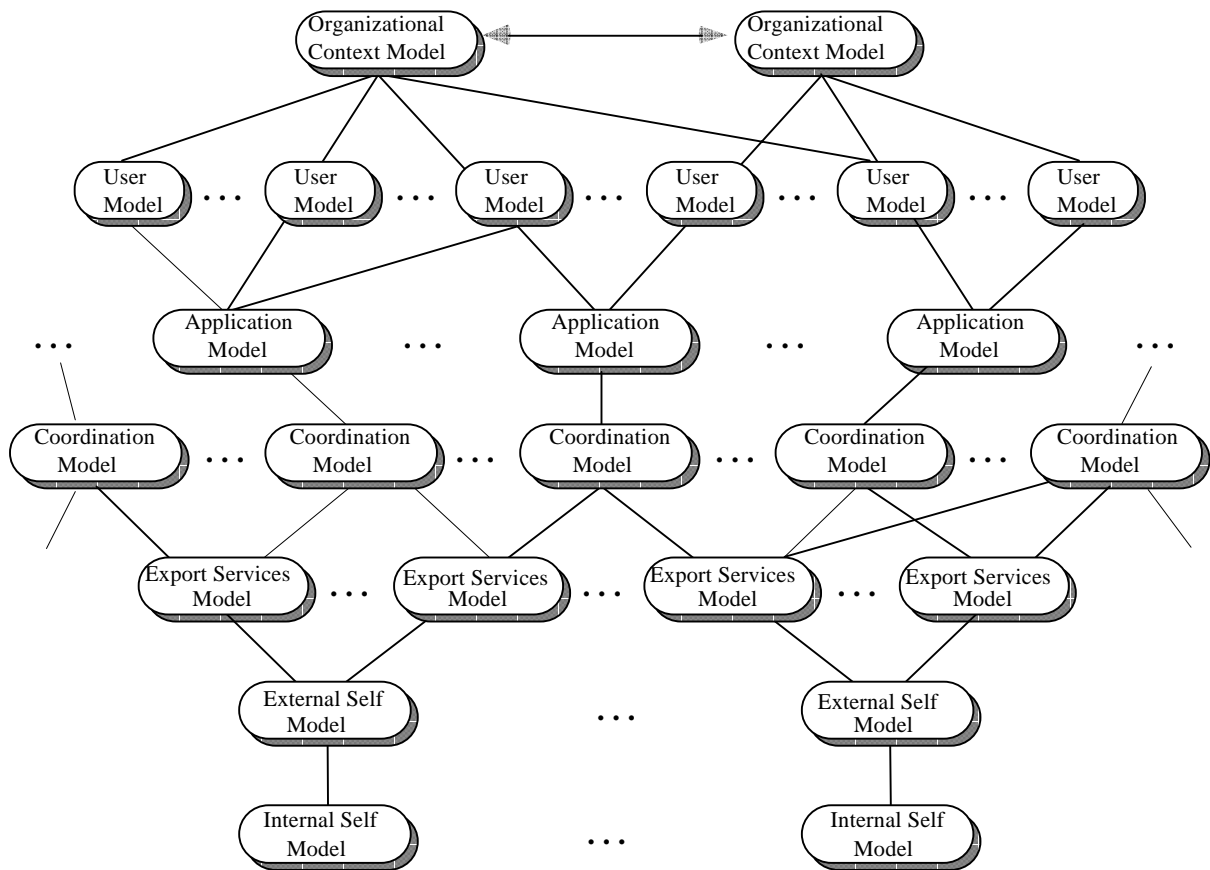 Organizational
Context Model
Organizational
Context Model
User
Model
...
User
Model
...
User
Model
...
User
Model
...
User
Model
...
User
Model
...
Application
Model
...
Application
Model
...
Application
Model
...
Coordination
Model
...
Coordination
Model
...
Coordination
Model
...
Coordination
Model
...
Coordination
Model
Export Services
Model
...
Export Services
Model
...
Export Services
Model
...
Export Services
Model
External Self
Model
...
External Self
Model
Internal Self
Model
...
Internal Self
Model